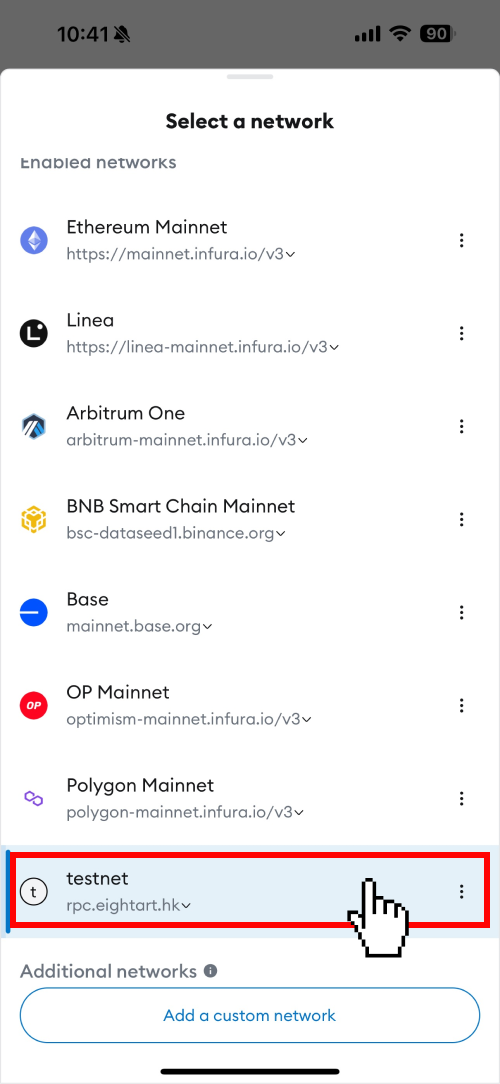 10:41
90
Select a network
Enabled networks
Ethereum Mainnet
https://mainnet.infura.io/v3
L
Linea
https://linea-mainnet.infura.io/v3
Arbitrum One
arbitrum-mainnet.infura.io/v3
BNB Smart Chain Mainnet
bsc-dataseed1.binance.org
Base
mainnet.base.org
OP
OP Mainnet
optimism-mainnet.infura.io/v3
Polygon Mainnet
polygon-mainnet.infura.io/v3
t
testnet
rpc.eightart.hk
Additional networks
Add a custom network